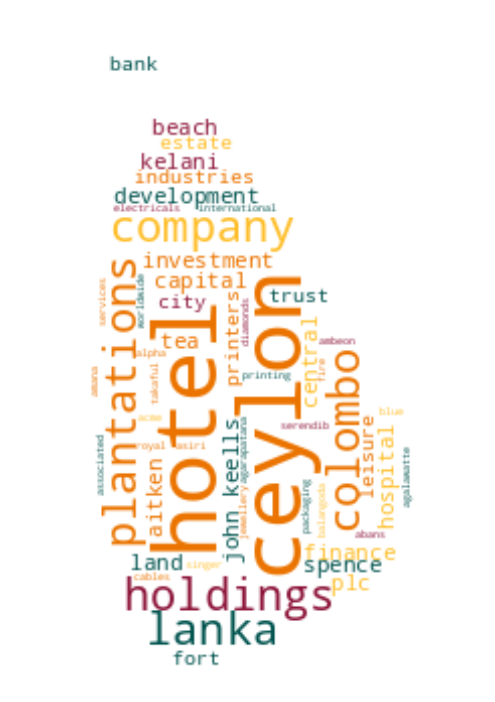 bank
beach
estate
kelani
industries
development
electricals
international
company
investment
capital
services
worldwide
plantations
city
hotel
printers
diamonds
ceylon
trust
tea
central
ambeon
alpha
fire
colombo
printing
amana
takaful
acme
blue
serendib
leisure
hospital
associated
royal
asiri
john keells
agarapatana
agalawatte
aitken
jewellery
packaging
balangoda
abans
finance
land
singer
spence
cables
plc
holdings
lanka
fort